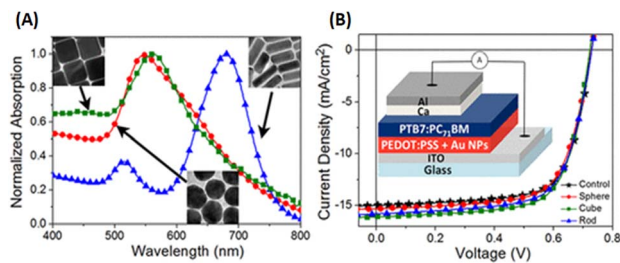 (A)
Normalized Absorption
1.0
0.8
0.6
0.4
0.2
0.0
400 500 600 700 800
Wavelength (nm)
(B)
Current Density (mA/cm²)
0
-5
-10
-15
A
Al
Ca
PTB7:PC₇₁BM
PEDOT:PSS + Au NPs
ITO
Glass
Control
Sphere
Cube
Rod
0.0 0.2 0.4 0.6 0.8
Voltage (V)